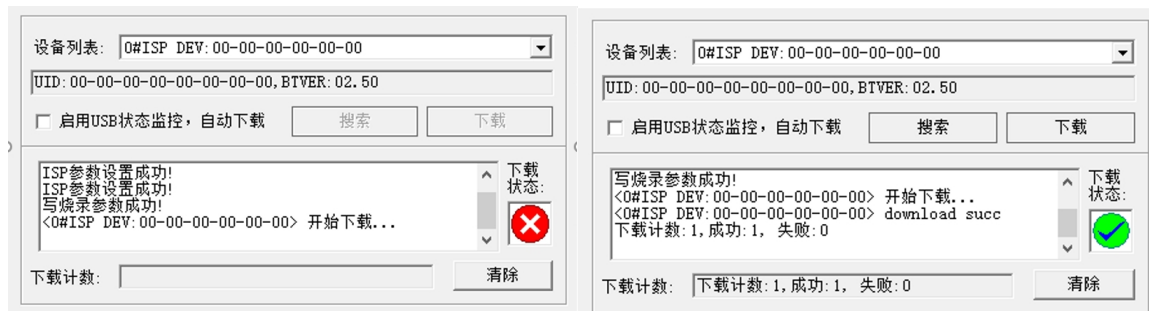 设备列表: 0#ISP DEV:00-00-00-00-00-00
UID:00-00-00-00-00-00-00-00,BTVER:02.50
启用USB状态监控，自动下载 搜索 下载
ISP参数设置成功!
ISP参数设置成功!
写烧录参数成功!
<0#ISP DEV:00-00-00-00-00-00> 开始下载...
下载
状态:
下载计数: 清除
设备列表: 0#ISP DEV:00-00-00-00-00-00
UID:00-00-00-00-00-00-00-00,BTVER:02.50
启用USB状态监控，自动下载 搜索 下载
写烧录参数成功!
<0#ISP DEV:00-00-00-00-00-00> 开始下载...
<0#ISP DEV:00-00-00-00-00-00> download succ
下载计数:1,成功:1, 失败:0
下载
状态:
下载计数: 下载计数:1,成功:1, 失败:0 清除